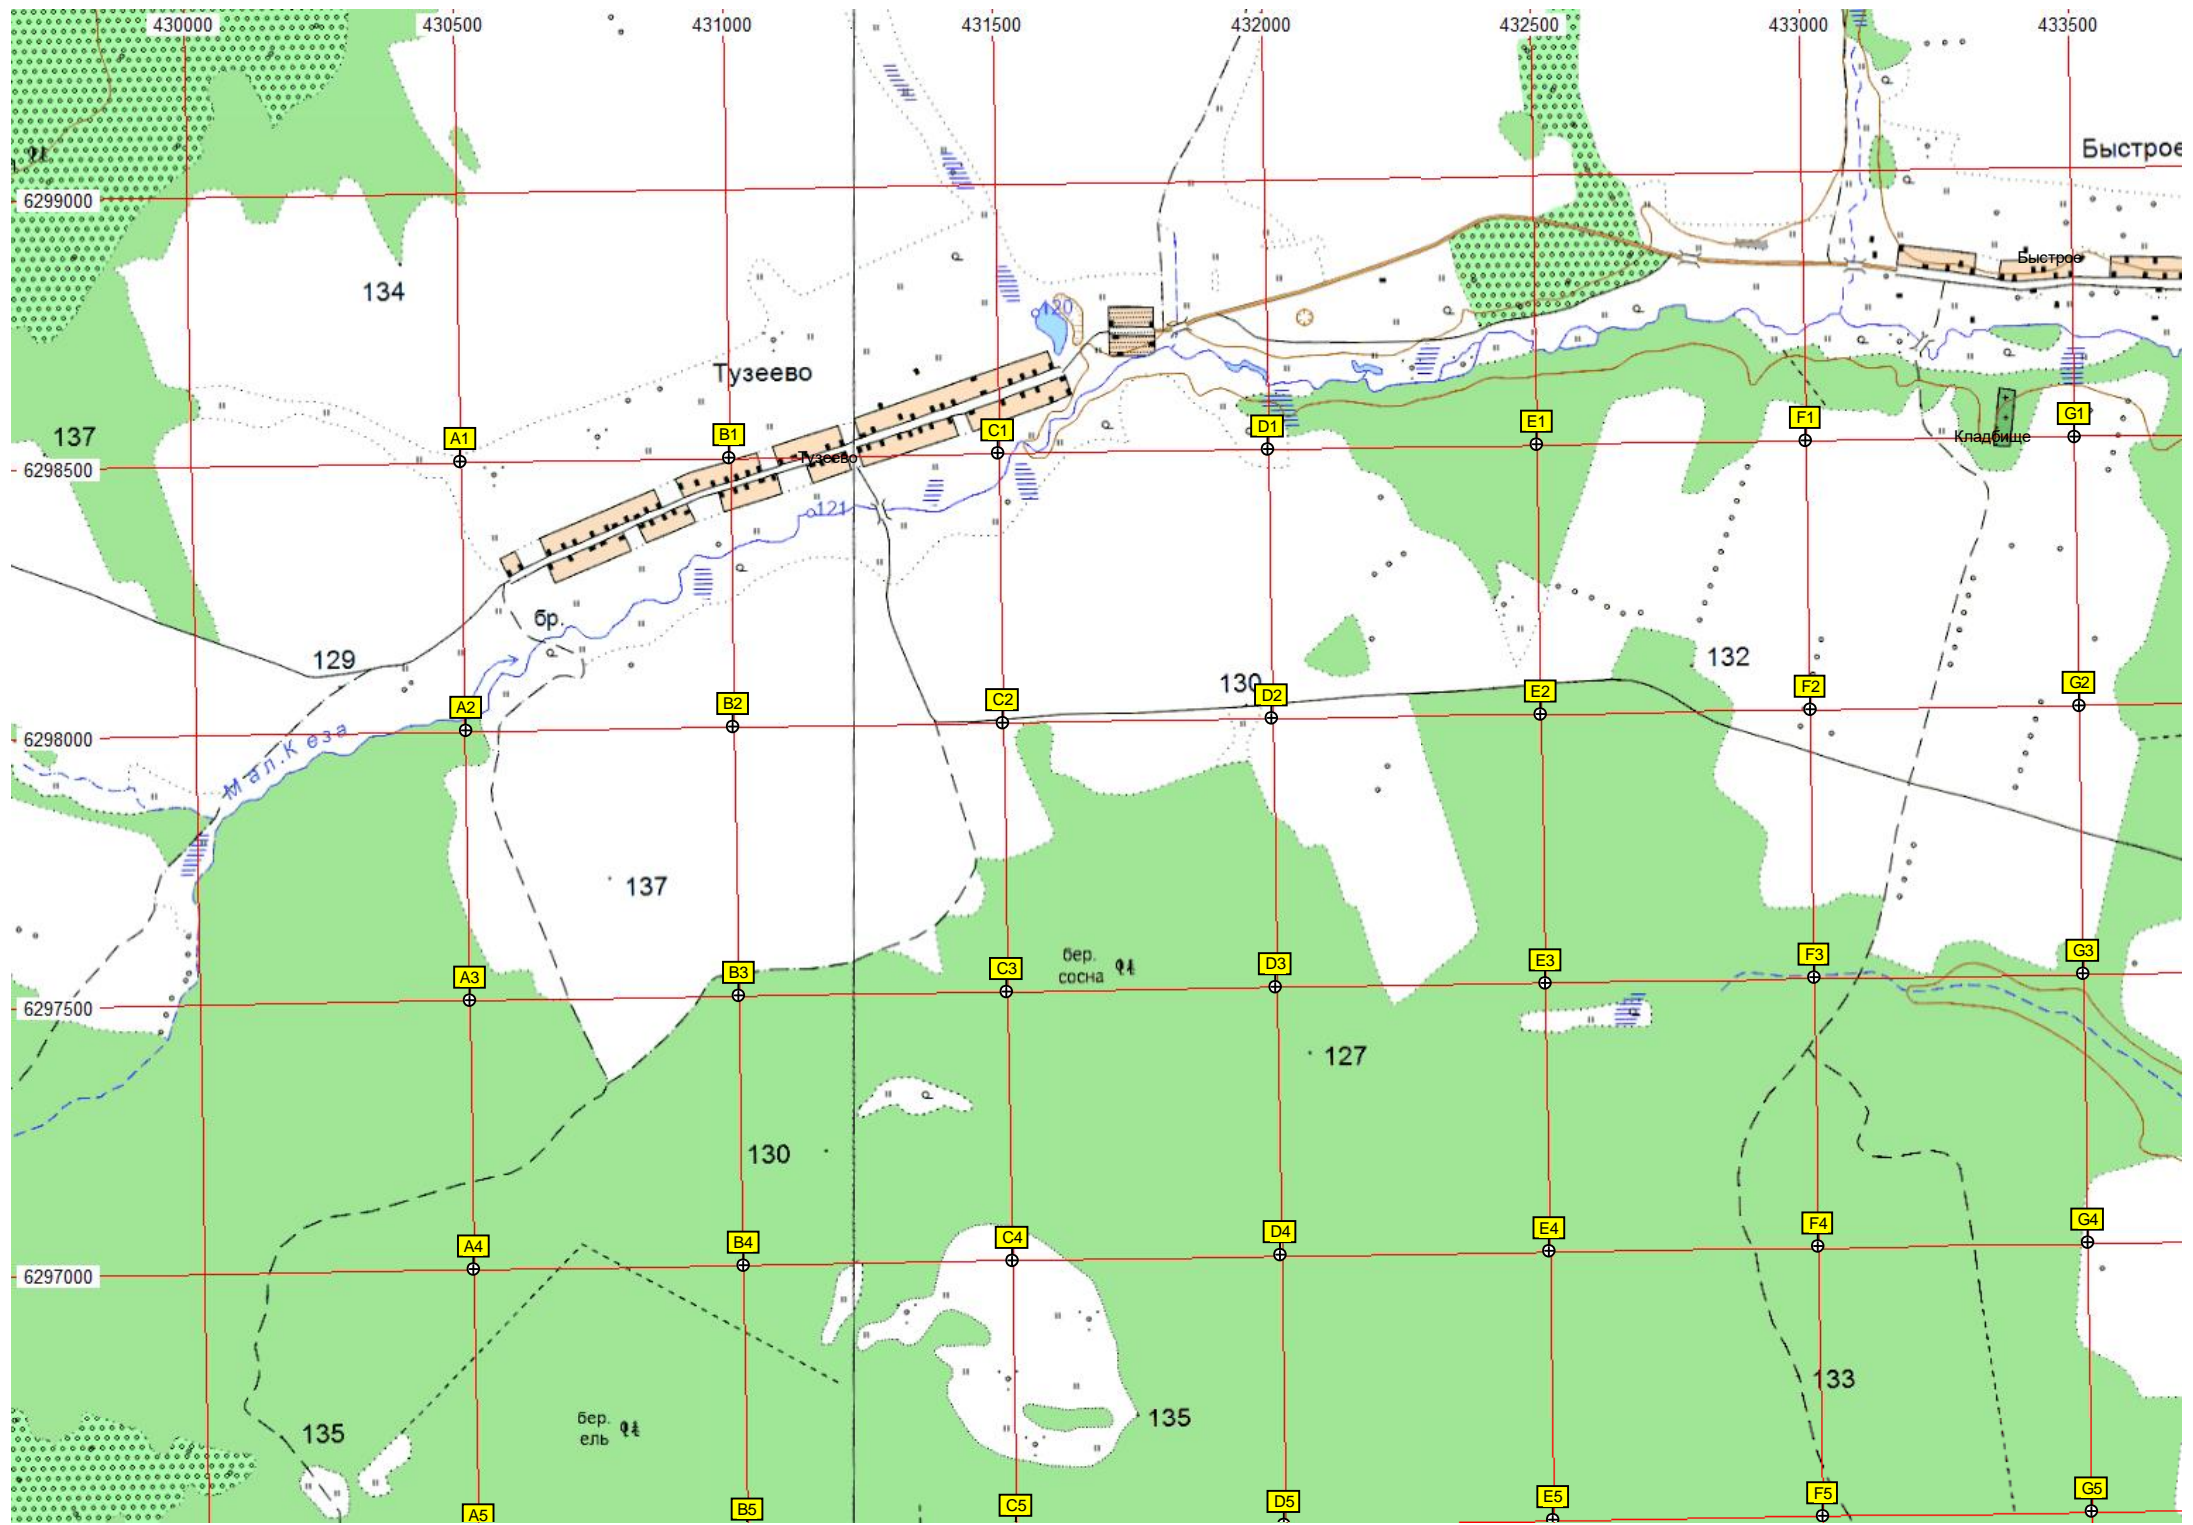 430000 430500 431000 431500 432000 432500 433000 433500
Быстрое
6299000
Быстрое
134
120
Тузеево
137
A1 B1 C1 D1 E1 F1 G1
Кладбище
Тузеево
6298500
121
бр.
129
132
130
A2 B2 C2 D2 E2 F2 G2
6298000
Мал. Кеза
137
бер.
сосна
A3 B3 C3 D3 E3 F3 G3
6297500
127
130
A4 B4 C4 D4 E4 F4 G4
6297000
133
135
бер.
ель
135
A5 B5 C5 D5 E5 F5 G5